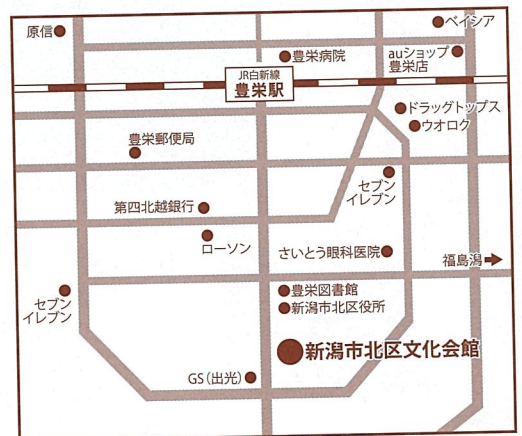 原信
ベイシア
豊栄病院
auショップ
豊栄店
JR白新線
豊栄駅
ドラッグトップス
ウオロク
豊栄郵便局
セブン
イレブン
第四北越銀行
ローソン
さいとう眼科医院
福島潟
セブン
イレブン
豊栄図書館
新潟市北区役所
新潟市北区文化会館
GS(出光)